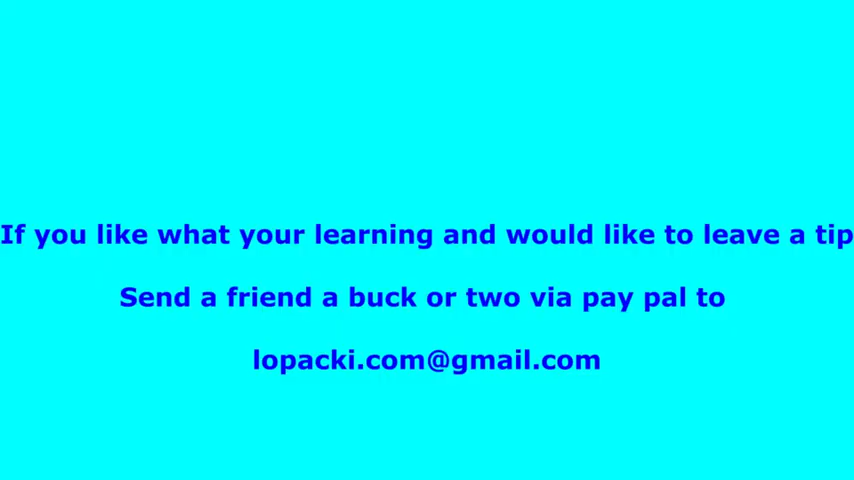 If you like what your learning and would like to leave a tip
Send a friend a buck or two via pay pal to
lopacki.com@gmail.com